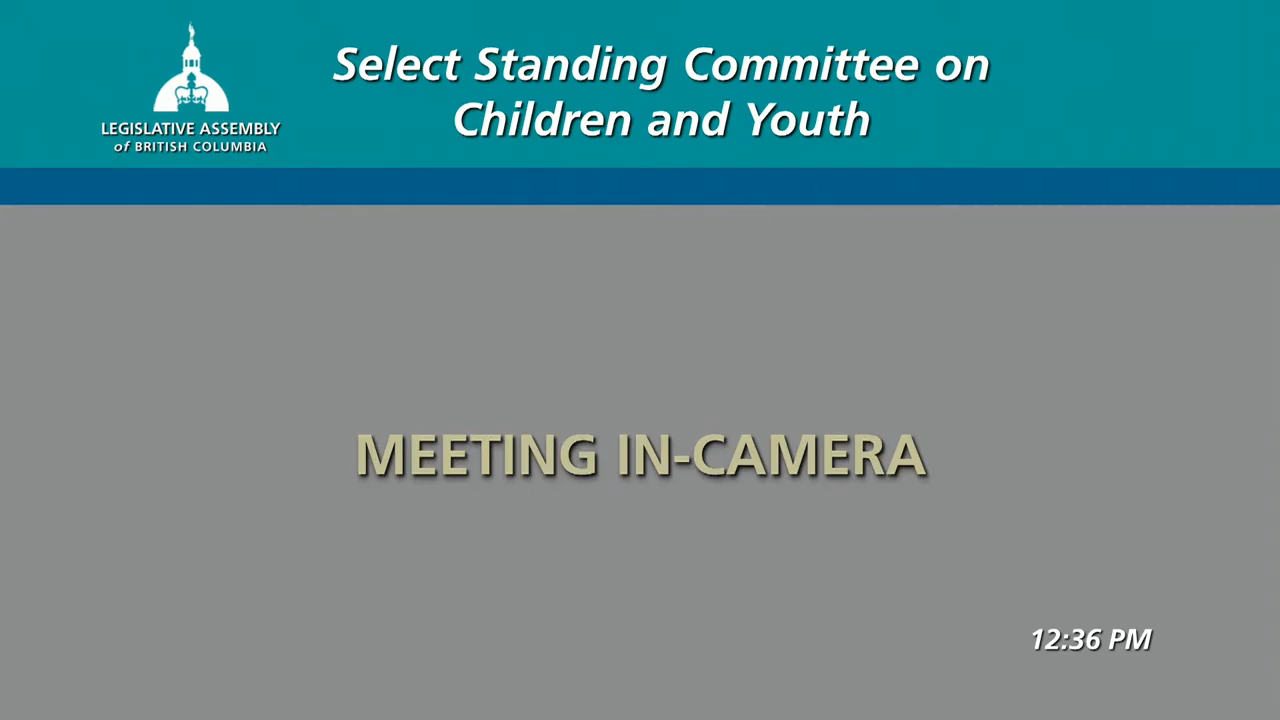 LEGISLATIVE ASSEMBLY
of BRITISH COLUMBIA
Select Standing Committee on
Children and Youth
MEETING IN-CAMERA
12:36 PM